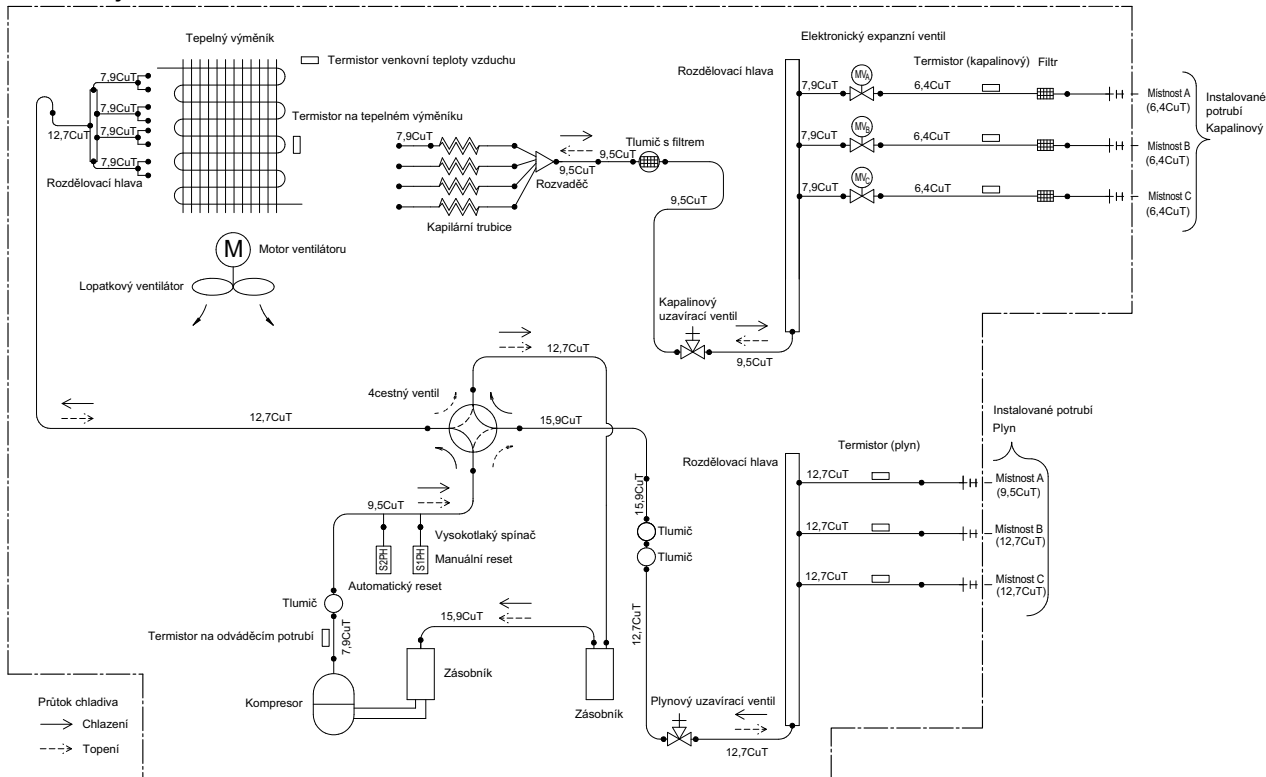 Tepelný výměník
Termistor venkovní teploty vzduchu
7,9CuT
7,9CuT
7,9CuT
7,9CuT
12,7CuT
Rozdělovací hlava
Termistor na tepelném výměníku
7,9CuT
Kapilární trubice
Rozvaděč
9,5CuT
9,5CuT
Tlumič s filtrem
9,5CuT
M
Motor ventilátoru
Lopatkový ventilátor
Elektronický expanzní ventil
Rozdělovací hlava
Termistor (kapalinový)
Filtr
7,9CuT
MVA
6,4CuT
Místnost A
(6,4CuT)
7,9CuT
MVB
6,4CuT
Místnost B
(6,4CuT)
7,9CuT
MVC
6,4CuT
Místnost C
(6,4CuT)
Instalované
potrubí
Kapalinový
Kapalinový
uzavírací ventil
9,5CuT
12,7CuT
4cestný ventil
12,7CuT
15,9CuT
15,9CuT
9,5CuT
Vysokotlaký spínač
S2PH
S1PH
Manuální reset
Automatický reset
Tlumič
Tlumič
Tlumič
Termistor na odváděcím potrubí
7,9CuT
15,9CuT
12,7CuT
Kompresor
Zásobník
Zásobník
Plynový uzavírací ventil
12,7CuT
Rozdělovací hlava
Termistor (plyn)
Instalované potrubí
Plyn
12,7CuT
Místnost A
(9,5CuT)
12,7CuT
Místnost B
(12,7CuT)
12,7CuT
Místnost C
(12,7CuT)
Průtok chladiva
Chlazení
Topení